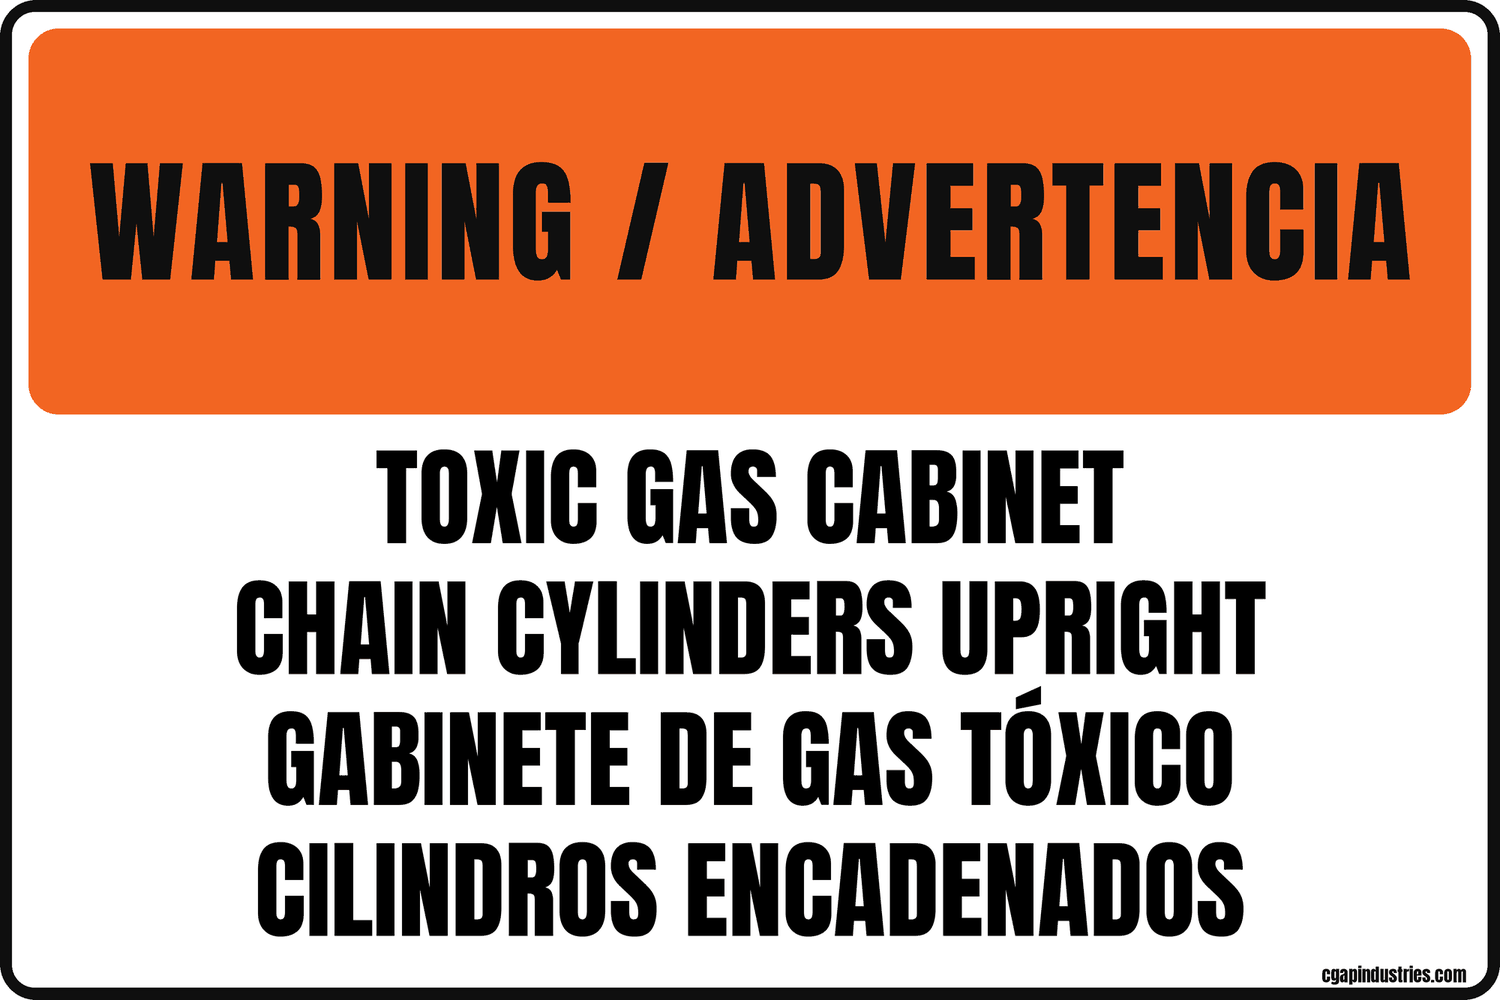 WARNING / ADVERTENCIA
TOXIC GAS CABINET
CHAIN CYLINDERS UPRIGHT
GABINETE DE GAS TÓXICO
CILINDROS ENCADENADOS
cgapindustries.com